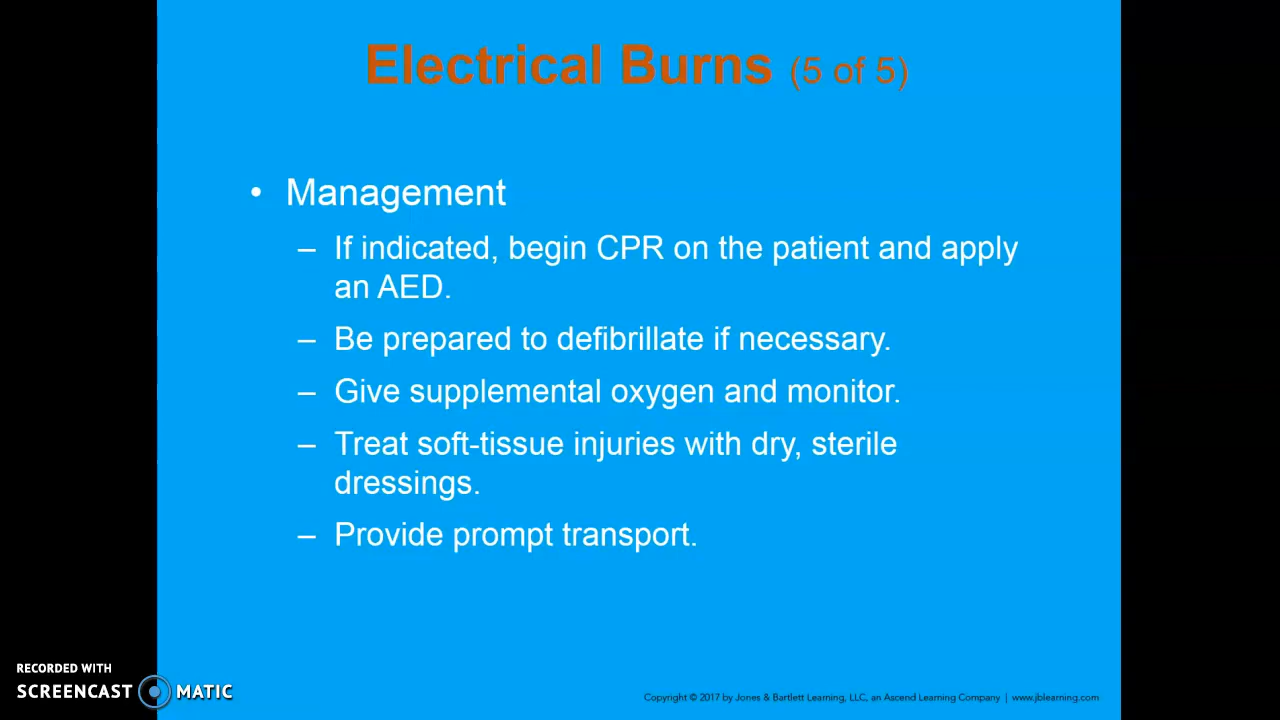 Electrical Burns (5 of 5)
• Management
– If indicated, begin CPR on the patient and apply
an AED.
– Be prepared to defibrillate if necessary.
– Give supplemental oxygen and monitor.
– Treat soft-tissue injuries with dry, sterile
dressings.
– Provide prompt transport.
RECORDED WITH
SCREENCAST MATIC
Copyright © 2017 by Jones & Bartlett Learning, LLC, an Ascend Learning Company | www.jblearning.com